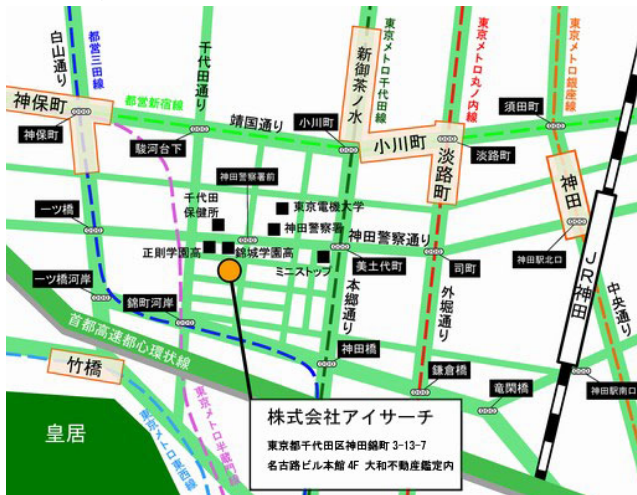 白山通り
都営三田線
千代田通り
新御茶ノ水
東京メトロ千代田線
東京メトロ丸ノ内線
東京メトロ銀座線
神保町
都営新宿線
靖国通り
小川町
須田町
神保町
駿河台下
小川町
淡路町
淡路町
神田警察署前
神田
千代田
保健所
東京電機大学
一ツ橋
神田警察署
神田警察通り
神田駅北口
正則学園高
錦城学園高
ミニストップ
美土代町
司町
JR神田
一ツ橋河岸
本郷通り
外堀通り
中央通り
錦町河岸
首都高速都心環状線
神田橋
竹橋
鎌倉橋
竜閑橋
神田駅南口
東京メトロ東西線
東京メトロ半蔵門線
皇居
株式会社アイサーチ
東京都千代田区神田錦町3-13-7
名古路ビル本館4F 大和不動産鑑定内